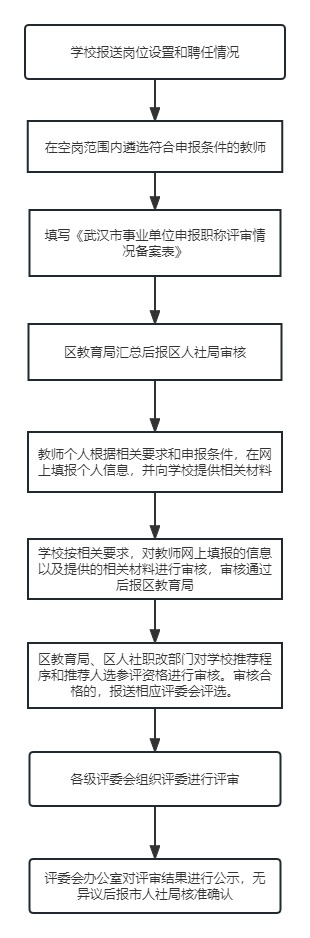 学校报送岗位设置和聘任情况
在空岗范围内遴选符合申报条件的教师
填写《武汉市事业单位申报职称评审情
况备案表》
区教育局汇总后报区人社局审核
教师个人根据相关要求和申报条件，在网
上填报个人信息，并向学校提供相关材料
学校按相关要求，对教师网上填报的信息
以及提供的相关材料进行审核，审核通过
后报区教育局
区教育局、区人社职改部门对学校推荐程
序和推荐人选参评资格进行审核。审核合
格的，报送相应评委会评选。
各级评委会组织评委进行评审
评委会办公室对评审结果进行公示，无
异议后报市人社局核准确认